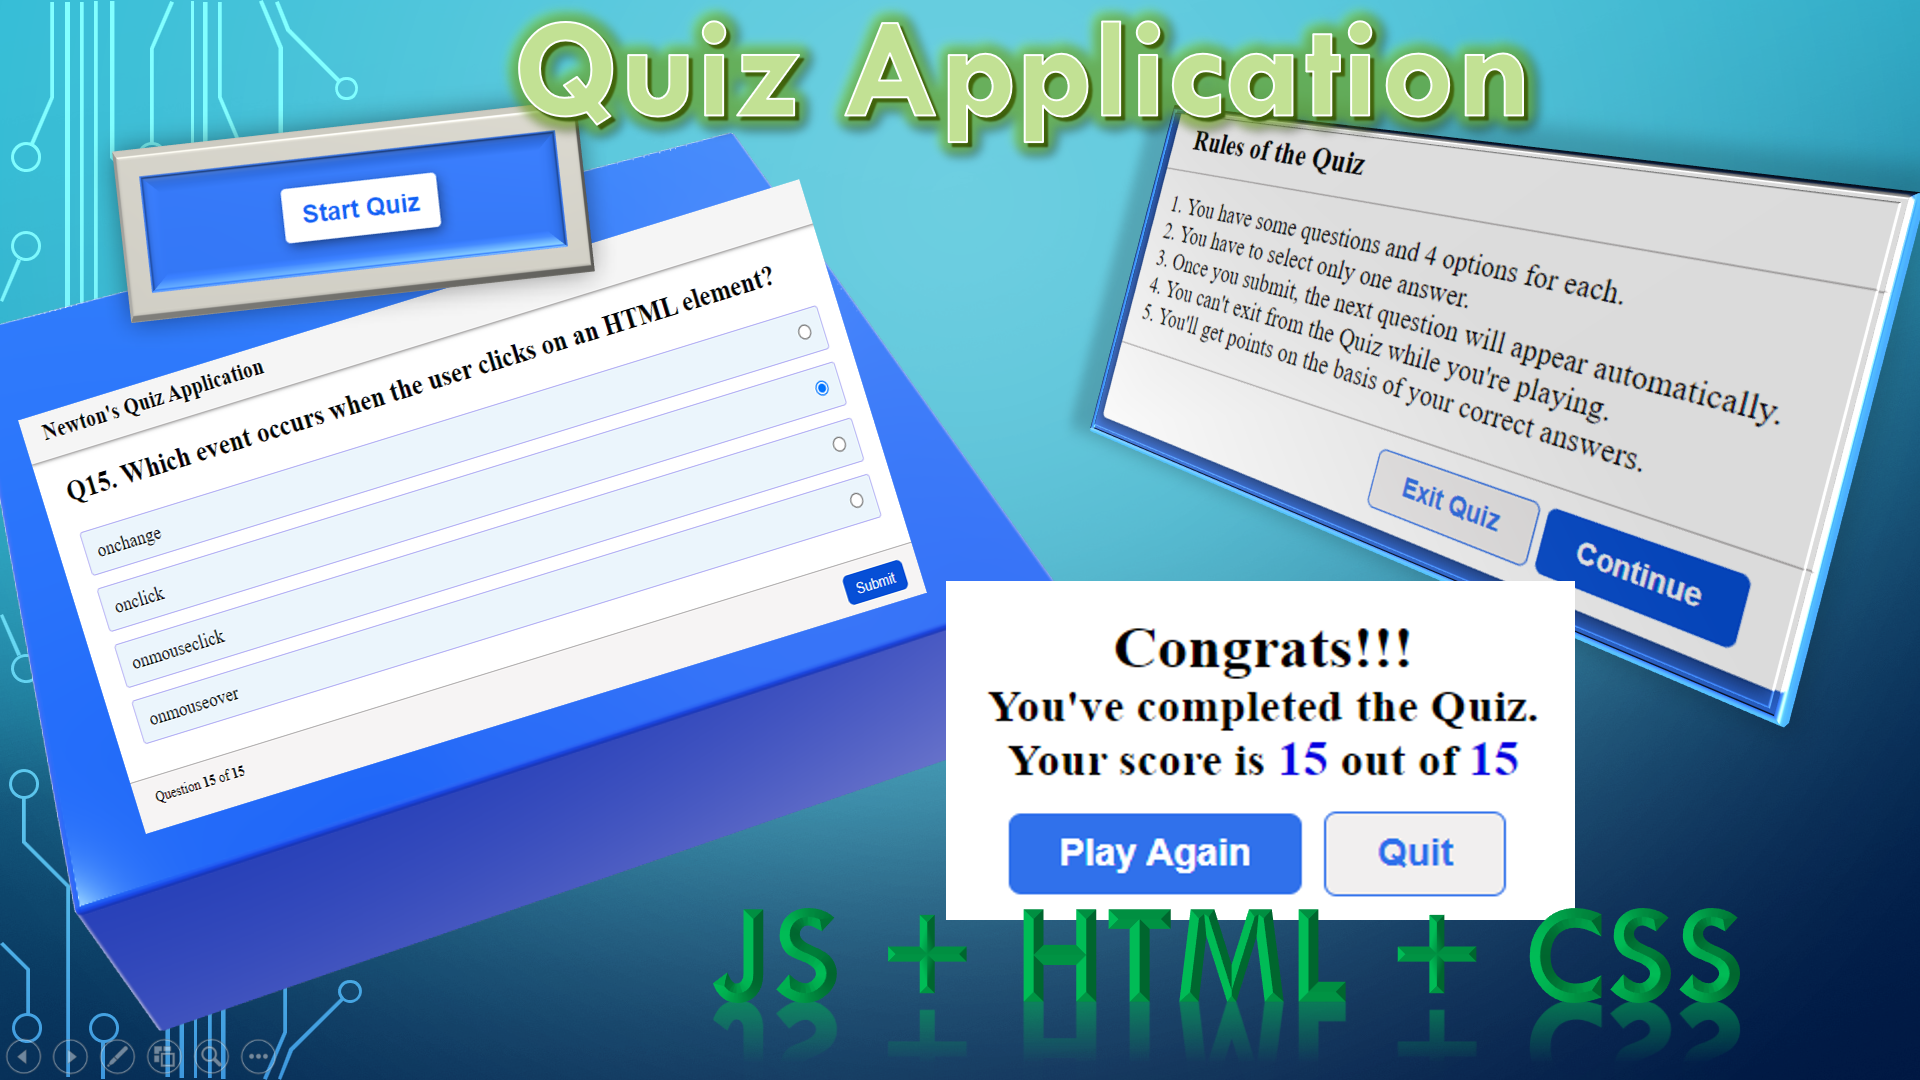 Quiz Application
Start Quiz
Newton's Quiz Application
Q15. Which event occurs when the user clicks on an HTML element?
onchange
onclick
onmouseclick
onmouseover
Submit
Question 15 of 15
Rules of the Quiz
1. You have some questions and 4 options for each.
2. You have to select only one answer.
3. Once you submit, the next question will appear automatically.
4. You can't exit from the Quiz while you're playing.
5. You'll get points on the basis of your correct answers.
Exit Quiz
Continue
Congrats!!!
You've completed the Quiz.
Your score is 15 out of 15
Play Again
Quit
JS + HTML + CSS